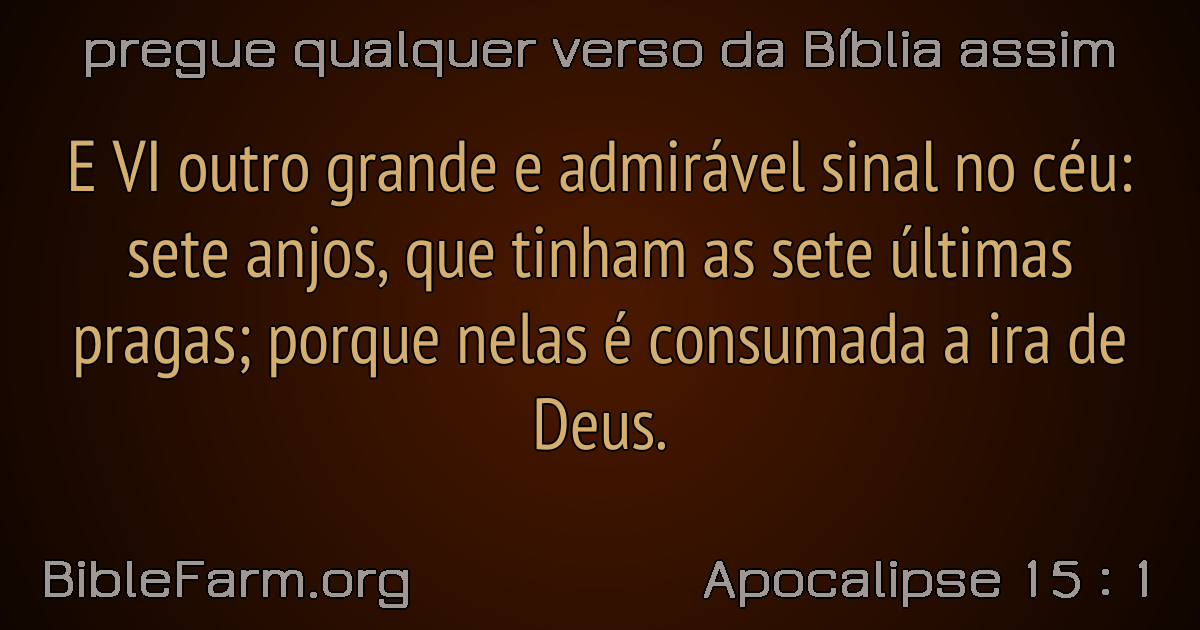 pregue qualquer verso da Bíblia assim
E VI outro grande e admirável sinal no céu:
sete anjos, que tinham as sete últimas
pragas; porque nelas é consumada a ira de
Deus.
BibleFarm.org
Apocalipse 15 : 1